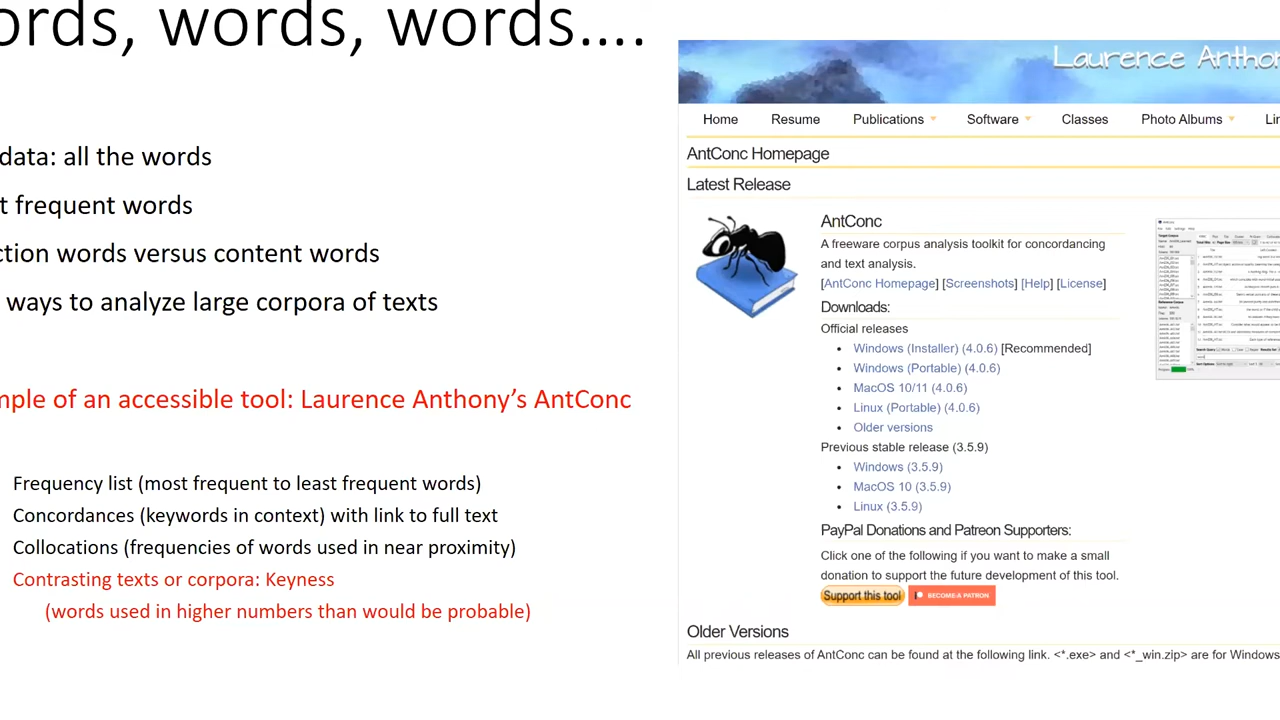 ords, words, words....
data: all the words
t frequent words
ction words versus content words
ways to analyze large corpora of texts
mple of an accessible tool: Laurence Anthony's AntConc
Frequency list (most frequent to least frequent words)
Concordances (keywords in context) with link to full text
Collocations (frequencies of words used in near proximity)
Contrasting texts or corpora: Keyness
(words used in higher numbers than would be probable)
Laurence Anthon
Home Resume Publications Software Classes Photo Albums Li
AntConc Homepage
Latest Release
AntConc
A freeware corpus analysis toolkit for concordancing
and text analysis.
[AntConc Homepage] [Screenshots] [Help] [License]
Downloads:
Official releases
• Windows (Installer) (4.0.6) [Recommended]
• Windows (Portable) (4.0.6)
• MacOS 10/11 (4.0.6)
• Linux (Portable) (4.0.6)
• Older versions
Previous stable release (3.5.9)
• Windows (3.5.9)
• MacOS 10 (3.5.9)
• Linux (3.5.9)
PayPal Donations and Patreon Supporters:
Click one of the following if you want to make a small
donation to support the future development of this tool.
Support this tool BECOME A PATRON
Older Versions
All previous releases of AntConc can be found at the following link. <*.exe> and <*_win.zip> are for Windows